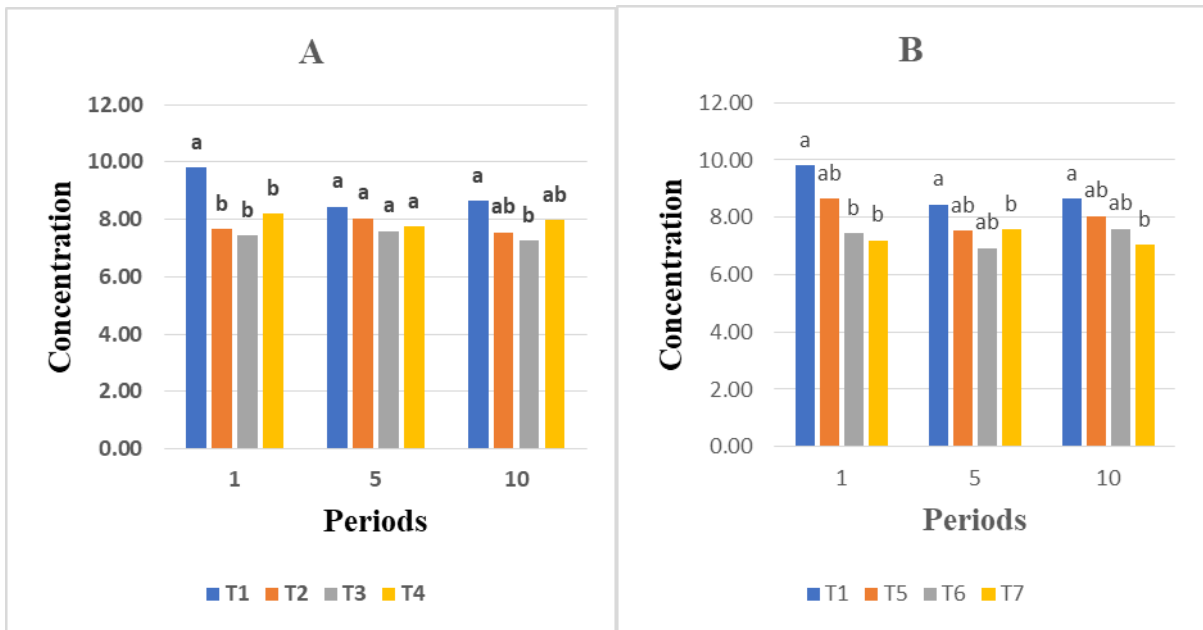 A
12.00
10.00
8.00
6.00
4.00
2.00
0.00
Concentration
a b b b
a a a a
a ab b ab
1 5 10
Periods
T1 T2 T3 T4
B
12.00
10.00
8.00
6.00
4.00
2.00
0.00
Concentration
a ab b b
a ab ab b
a ab ab b
1 5 10
Periods
T1 T5 T6 T7